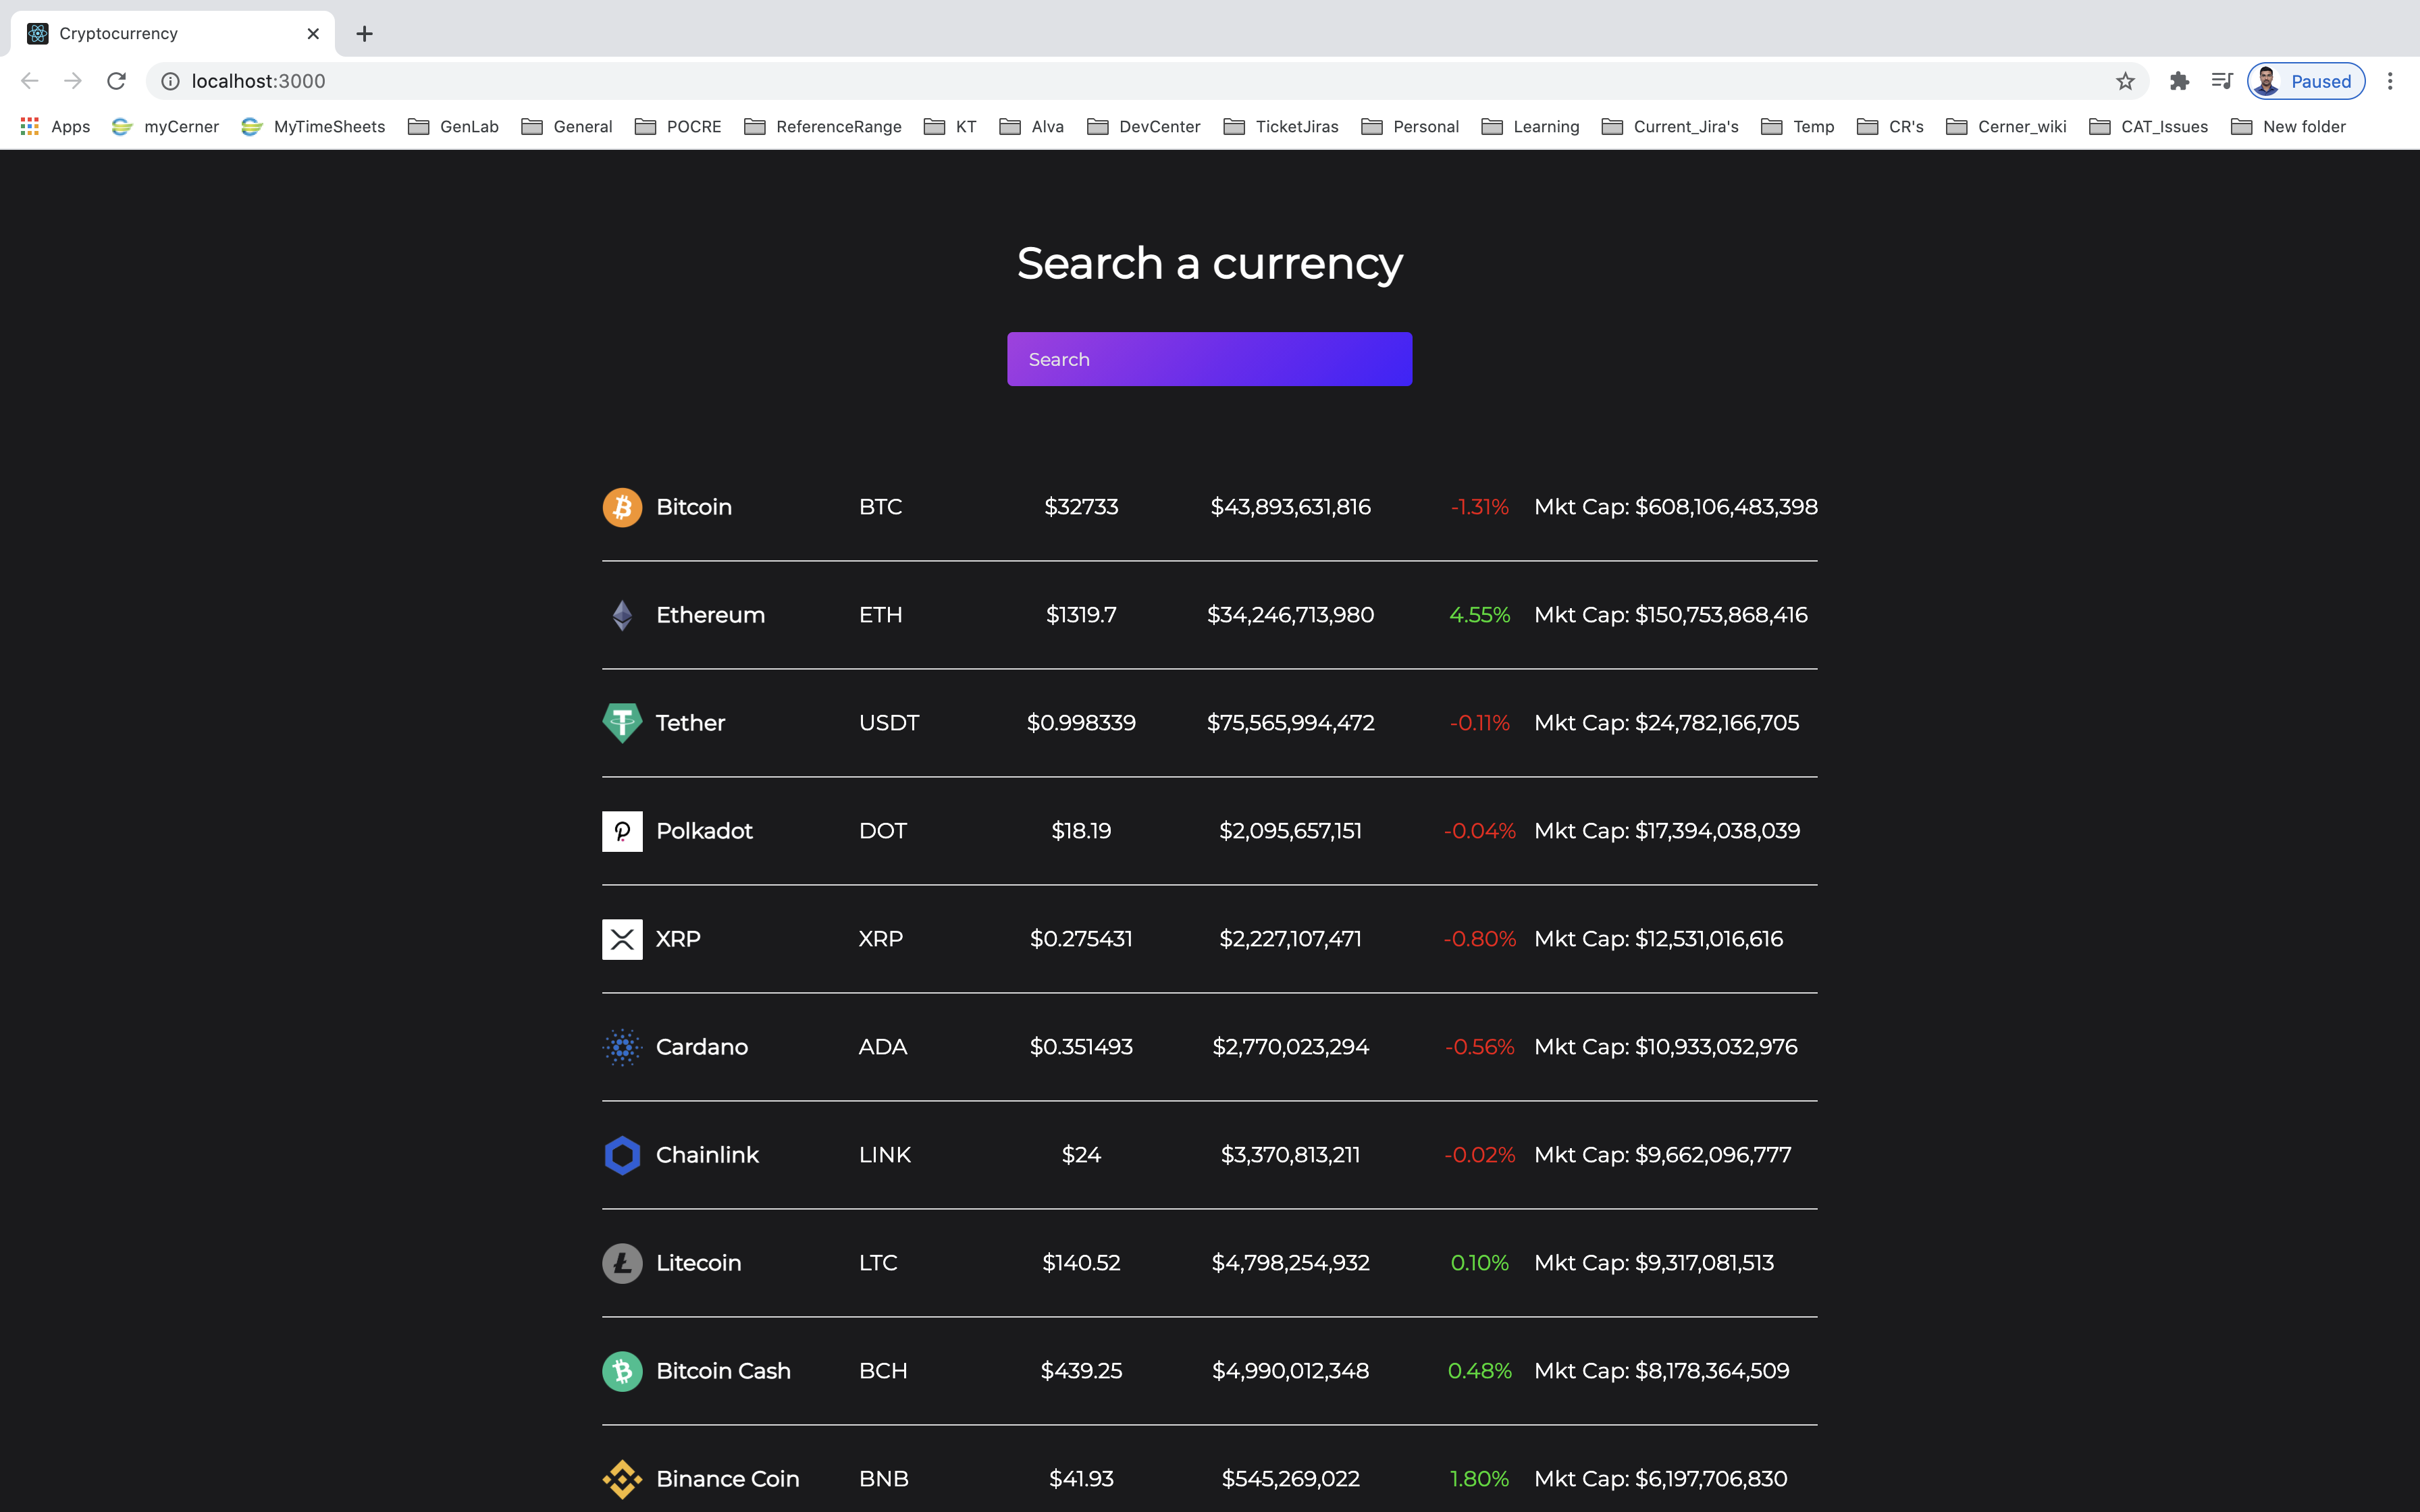 Cryptocurrency
localhost:3000
Paused
Apps myCerner MyTimeSheets GenLab General POCRE ReferenceRange KT Alva DevCenter TicketJiras Personal Learning Current_Jira's Temp CR's Cerner_wiki CAT_Issues New folder
Search a currency
Search
Bitcoin BTC $32733 $43,893,631,816 -1.31% Mkt Cap: $608,106,483,398
Ethereum ETH $1319.7 $34,246,713,980 4.55% Mkt Cap: $150,753,868,416
Tether USDT $0.998339 $75,565,994,472 -0.11% Mkt Cap: $24,782,166,705
Polkadot DOT $18.19 $2,095,657,151 -0.04% Mkt Cap: $17,394,038,039
XRP XRP $0.275431 $2,227,107,471 -0.80% Mkt Cap: $12,531,016,616
Cardano ADA $0.351493 $2,770,023,294 -0.56% Mkt Cap: $10,933,032,976
Chainlink LINK $24 $3,370,813,211 -0.02% Mkt Cap: $9,662,096,777
Litecoin LTC $140.52 $4,798,254,932 0.10% Mkt Cap: $9,317,081,513
Bitcoin Cash BCH $439.25 $4,990,012,348 0.48% Mkt Cap: $8,178,364,509
Binance Coin BNB $41.93 $545,269,022 1.80% Mkt Cap: $6,197,706,830